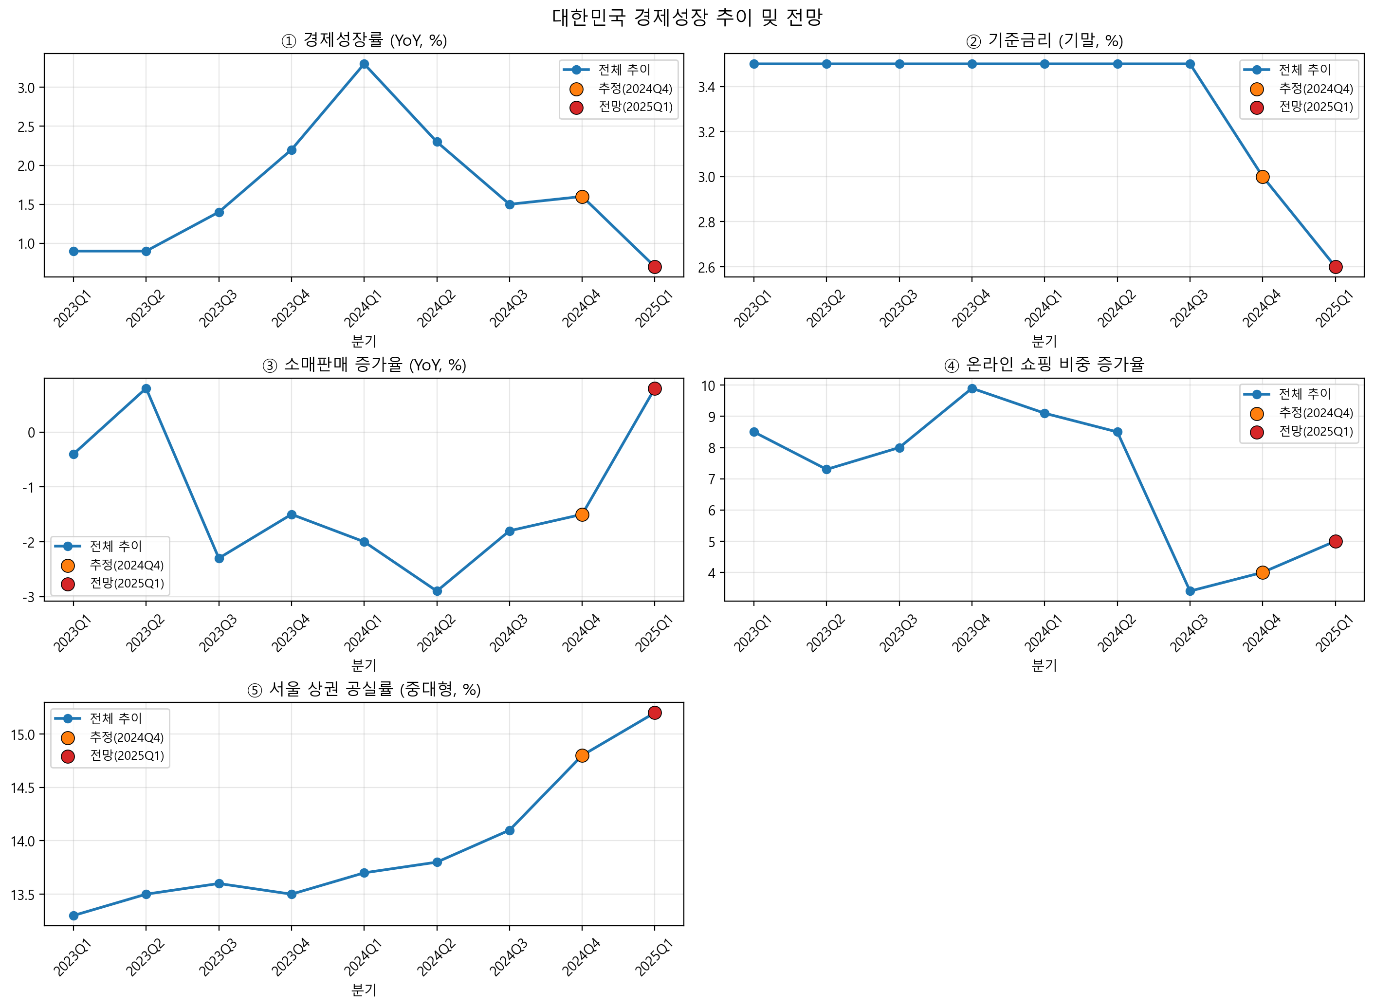 대한민국 경제성장 추이 및 전망
① 경제성장률 (YoY, %)
전체 추이
추정(2024Q4)
전망(2025Q1)
3.0
2.5
2.0
1.5
1.0
2023Q1
2023Q2
2023Q3
2023Q4
2024Q1
2024Q2
2024Q3
2024Q4
2025Q1
분기
② 기준금리 (기말, %)
전체 추이
추정(2024Q4)
전망(2025Q1)
3.4
3.2
3.0
2.8
2.6
2023Q1
2023Q2
2023Q3
2023Q4
2024Q1
2024Q2
2024Q3
2024Q4
2025Q1
분기
③ 소매판매 증가율 (YoY, %)
0
-1
-2
-3
전체 추이
추정(2024Q4)
전망(2025Q1)
2023Q1
2023Q2
2023Q3
2023Q4
2024Q1
2024Q2
2024Q3
2024Q4
2025Q1
분기
④ 온라인 쇼핑 비중 증가율
전체 추이
추정(2024Q4)
전망(2025Q1)
10
9
8
7
6
5
4
2023Q1
2023Q2
2023Q3
2023Q4
2024Q1
2024Q2
2024Q3
2024Q4
2025Q1
분기
⑤ 서울 상권 공실률 (중대형, %)
전체 추이
추정(2024Q4)
전망(2025Q1)
15.0
14.5
14.0
13.5
2023Q1
2023Q2
2023Q3
2023Q4
2024Q1
2024Q2
2024Q3
2024Q4
2025Q1
분기